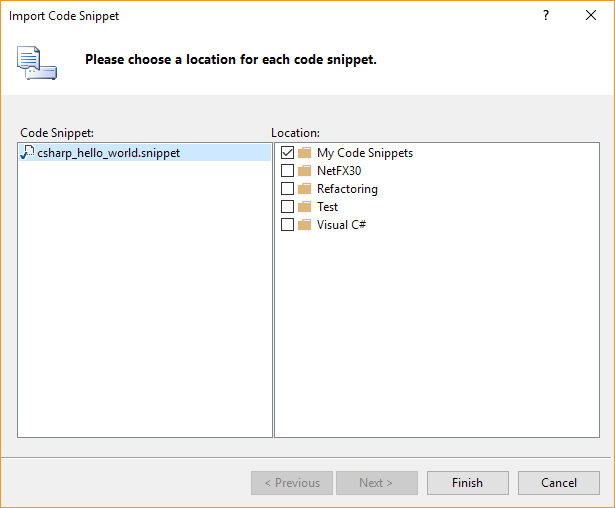 Import Code Snippet
?
Please choose a location for each code snippet.
Code Snippet:
Location:
csharp_hello_world.snippet
My Code Snippets
NetFX30
Refactoring
Test
Visual C#
< Previous
Next >
Finish
Cancel